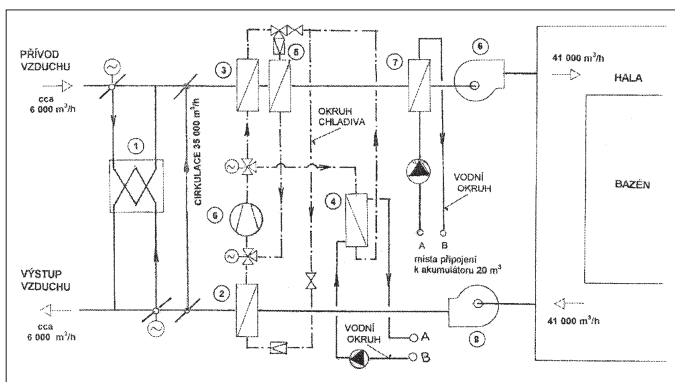 PŘÍVOD
VZDUCHU
cca
6 000 m³/h
1
CIRKULACE 35 000 m³/h
3
5
OKRUH
CHLADIVA
7
6
41 000 m³/h
HALA
BAZÉN
VODNÍ
OKRUH
A
B
místa připojení
k akumulátoru 20 m³
4
6
VÝSTUP
VZDUCHU
cca
6 000 m³/h
2
VODNÍ
OKRUH
A
B
8
41 000 m³/h